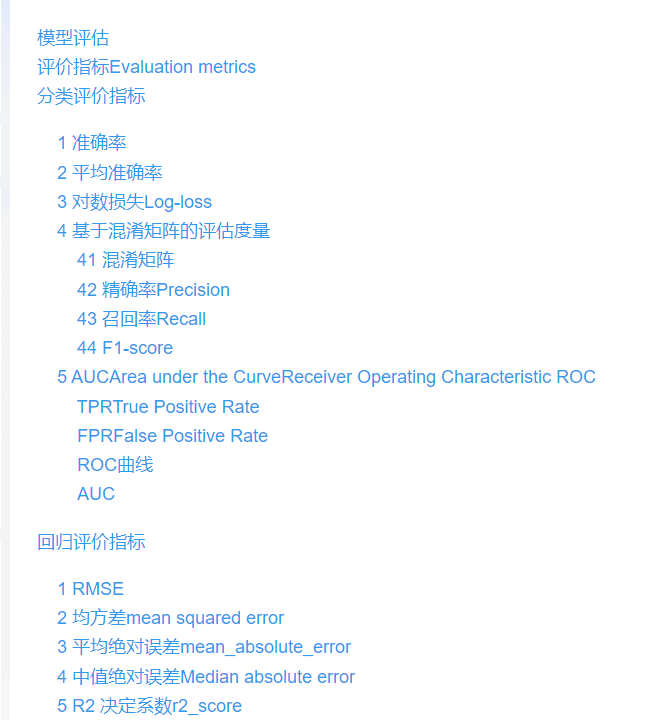 模型评估
评价指标Evaluation metrics
分类评价指标
1 准确率
2 平均准确率
3 对数损失Log-loss
4 基于混淆矩阵的评估度量
41 混淆矩阵
42 精确率Precision
43 召回率Recall
44 F1-score
5 AUCArea under the CurveReceiver Operating Characteristic ROC
TPRTrue Positive Rate
FPRFalse Positive Rate
ROC曲线
AUC
回归评价指标
1 RMSE
2 均方差mean squared error
3 平均绝对误差mean_absolute_error
4 中值绝对误差Median absolute error
5 R2 决定系数r2_score